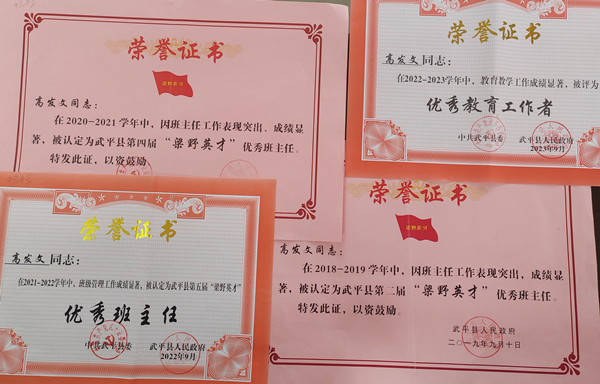 荣誉证书
高发文同志：
在2020-2021学年中，因班主任工作表现突出、成绩显
著，被认定为武平县第四届“梁野英才”优秀班主任。
特发此证，以资鼓励。
荣誉证书
高发文同志：
在2022-2023学年中，教育教学工作成绩显著，被评为
优秀教育工作者
中共武平县委 武平县人民政府
2023年9月
荣誉证书
高发文同志：
在2021-2022学年中，班级管理工作成绩显著，被认定为武平县第五届“梁野英才”
优秀班主任
中共武平县委 武平县人民政府
2022年9月
荣誉证书
高发文同志：
在2018-2019学年中，因班主任工作表现突出，成绩显
著，被认定为武平县第二届“梁野英才”优秀班主任。
特发此证，以资鼓励。
武平县人民政府
二〇一九年九月十日